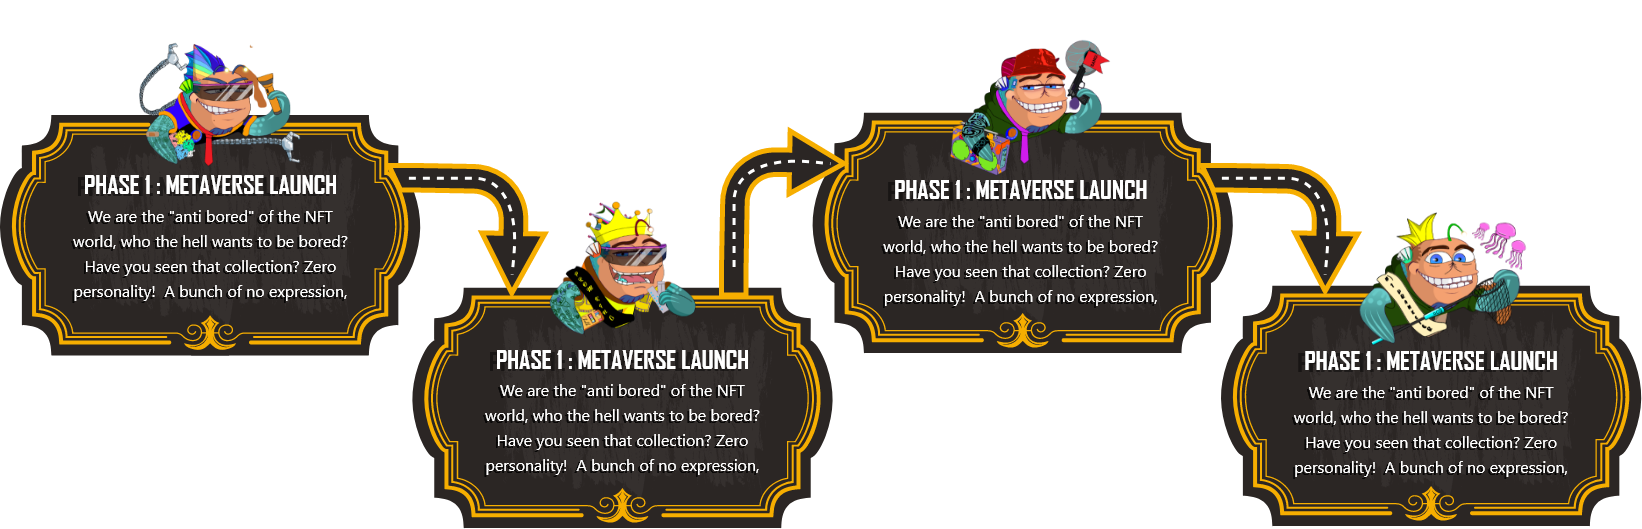 PHASE 1 : METAVERSE LAUNCH
We are the "anti bored" of the NFT
world, who the hell wants to be bored?
Have you seen that collection? Zero
personality!  A bunch of no expression,
PHASE 1 : METAVERSE LAUNCH
We are the "anti bored" of the NFT
world, who the hell wants to be bored?
Have you seen that collection? Zero
personality!  A bunch of no expression,
PHASE 1 : METAVERSE LAUNCH
We are the "anti bored" of the NFT
world, who the hell wants to be bored?
Have you seen that collection? Zero
personality!  A bunch of no expression,
PHASE 1 : METAVERSE LAUNCH
We are the "anti bored" of the NFT
world, who the hell wants to be bored?
Have you seen that collection? Zero
personality!  A bunch of no expression,